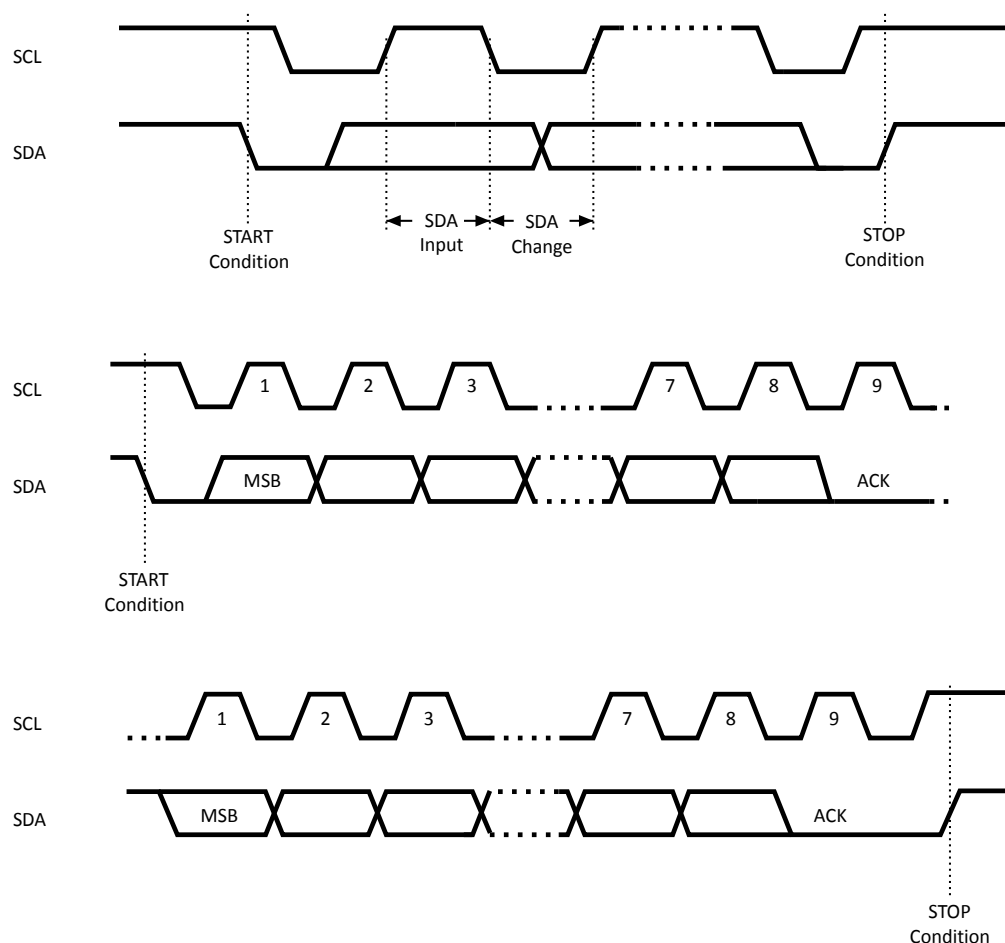 SCL
SDA
SDA
Input
SDA
Change
START
Condition
STOP
Condition
SCL
1 2 3 7 8 9
SDA
MSB ACK
START
Condition
SCL
1 2 3 7 8 9
SDA
MSB ACK
STOP
Condition